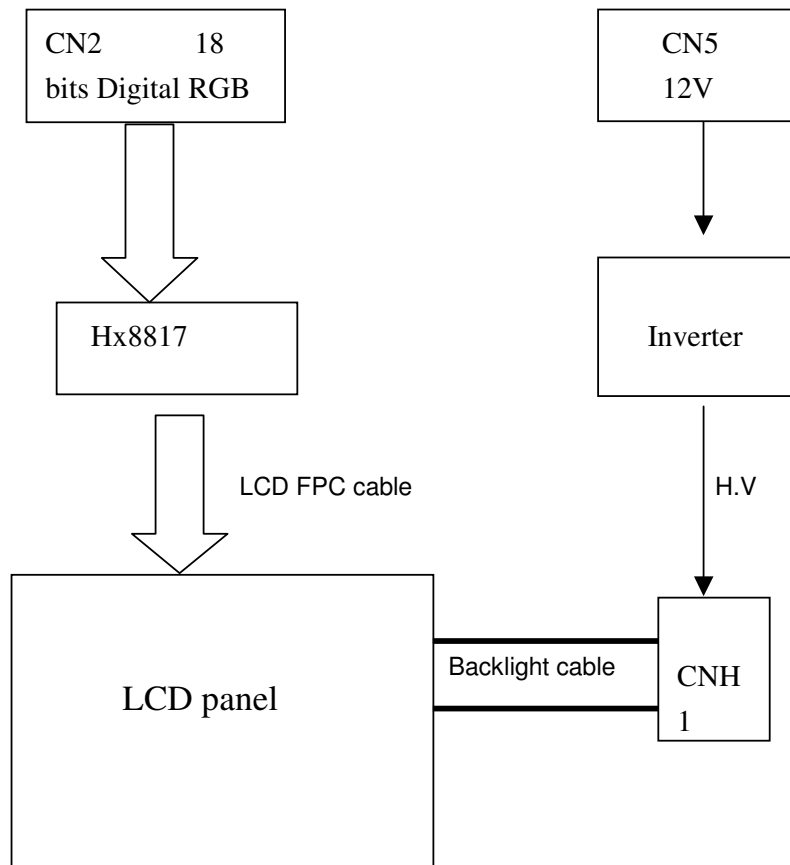 CN2 18
bits Digital RGB
CN5
12V
Hx8817
Inverter
LCD FPC cable
H.V
LCD panel
Backlight cable
CNH
1